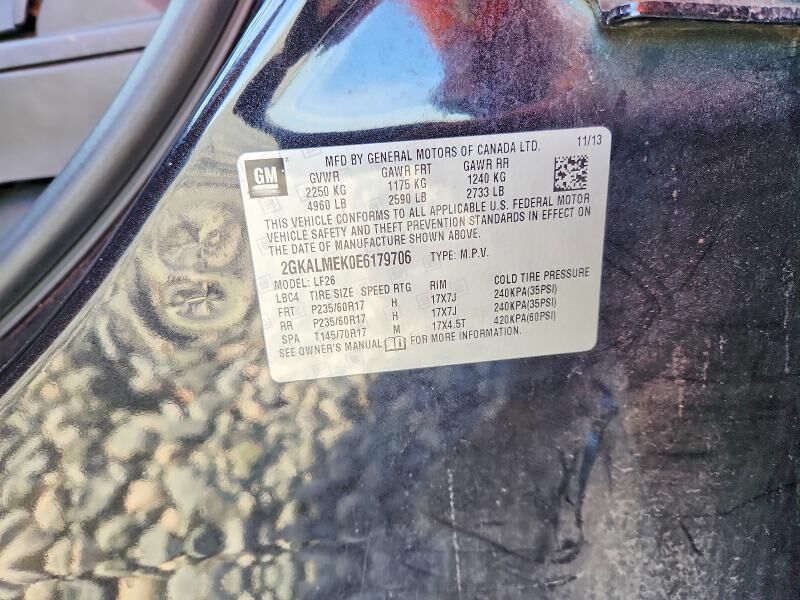 GM
MFD BY GENERAL MOTORS OF CANADA LTD. 11/13
GVWR GAWR FRT GAWR RR
2250 KG 1175 KG 1240 KG
4960 LB 2590 LB 2733 LB
THIS VEHICLE CONFORMS TO ALL APPLICABLE U.S. FEDERAL MOTOR
VEHICLE SAFETY AND THEFT PREVENTION STANDARDS IN EFFECT ON
THE DATE OF MANUFACTURE SHOWN ABOVE.
2GKALMEK0E6179706 TYPE: M.P.V.
MODEL: LF26
LBC4 TIRE SIZE SPEED RTG RIM COLD TIRE PRESSURE
FRT P235/60R17 H 17X7J 240KPA(35PSI)
RR P235/60R17 H 17X7J 240KPA(35PSI)
SPA T145/70R17 M 17X4.5T 420KPA(60PSI)
SEE OWNER'S MANUAL FOR MORE INFORMATION.